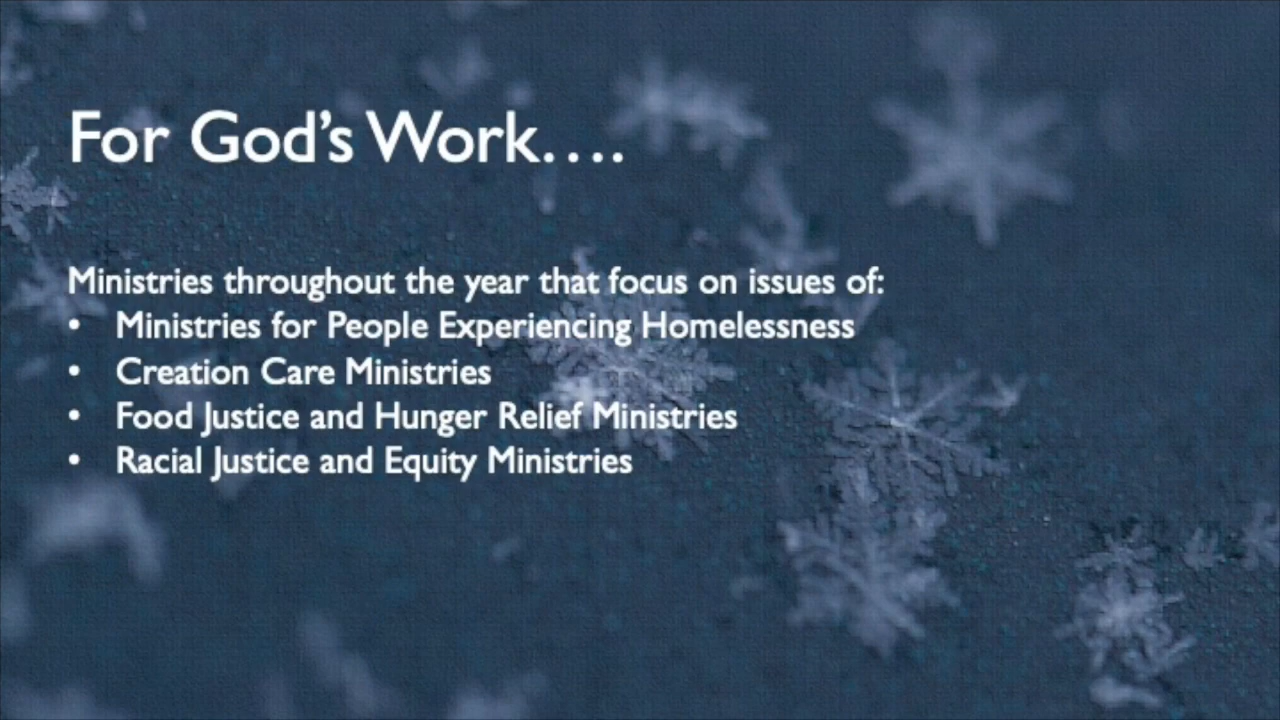 For God's Work….
Ministries throughout the year that focus on issues of:
• Ministries for People Experiencing Homelessness
• Creation Care Ministries
• Food Justice and Hunger Relief Ministries
• Racial Justice and Equity Ministries